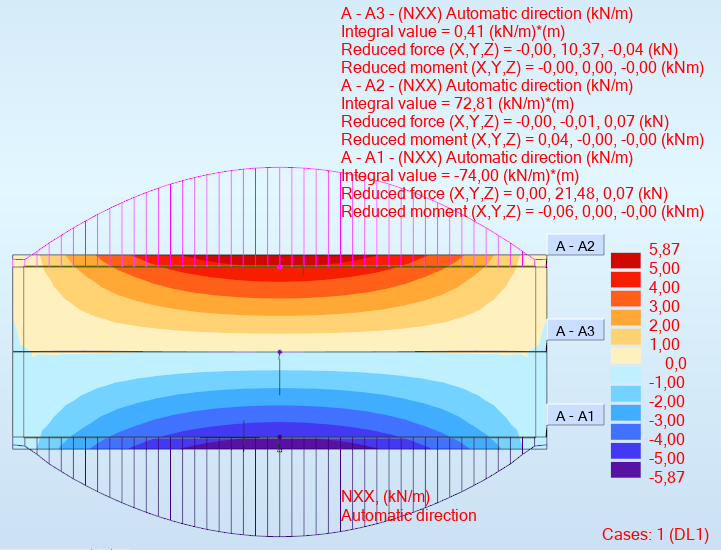 A - A3 - (NXX) Automatic direction (kN/m)
Integral value = 0,41 (kN/m)*(m)
Reduced force (X,Y,Z) = -0,00, 10,37, -0,04 (kN)
Reduced moment (X,Y,Z) = -0,00, 0,00, -0,00 (kNm)
A - A2 - (NXX) Automatic direction (kN/m)
Integral value = 72,81 (kN/m)*(m)
Reduced force (X,Y,Z) = -0,00, -0,01, 0,07 (kN)
Reduced moment (X,Y,Z) = 0,04, -0,00, -0,00 (kNm)
A - A1 - (NXX) Automatic direction (kN/m)
Integral value = -74,00 (kN/m)*(m)
Reduced force (X,Y,Z) = 0,00, 21,48, 0,07 (kN)
Reduced moment (X,Y,Z) = -0,06, 0,00, -0,00 (kNm)
A - A2
A - A3
A - A1
5,87
5,00
4,00
3,00
2,00
1,00
0,0
-1,00
-2,00
-3,00
-4,00
-5,00
-5,87
NXX, (kN/m)
Automatic direction
Cases: 1 (DL1)